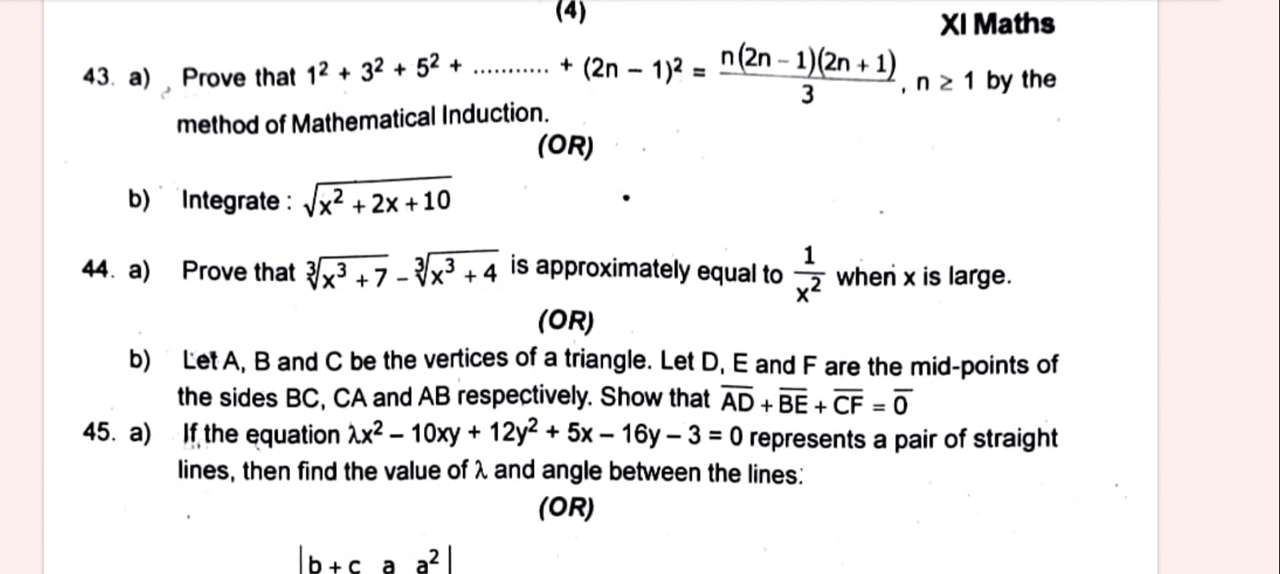 (4)
XI Maths
43. a) Prove that 1² + 3² + 5² + ........... + (2n – 1)² = n(2n – 1)(2n + 1)/3 , n ≥ 1 by the
method of Mathematical Induction.
(OR)
b) Integrate : √(x² + 2x + 10)
44. a) Prove that ∛(x³ + 7) – ∛(x³ + 4) is approximately equal to 1/x² when x is large.
(OR)
b) Let A, B and C be the vertices of a triangle. Let D, E and F are the mid-points of
the sides BC, CA and AB respectively. Show that A̅D̅ + B̅E̅ + C̅F̅ = 0̅
45. a) If the equation λx² – 10xy + 12y² + 5x – 16y – 3 = 0 represents a pair of straight
lines, then find the value of λ and angle between the lines.
(OR)
|b + c a a²|